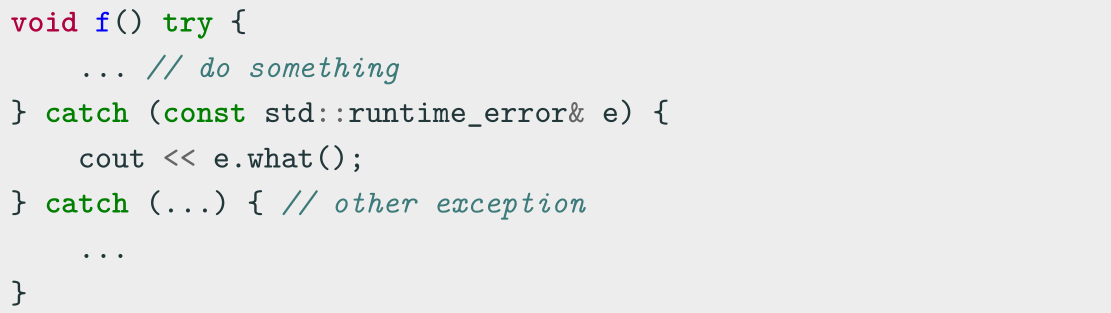 void f() try {
    ... // do something
} catch (const std::runtime_error& e) {
    cout << e.what();
} catch (...) { // other exception
    ...
}